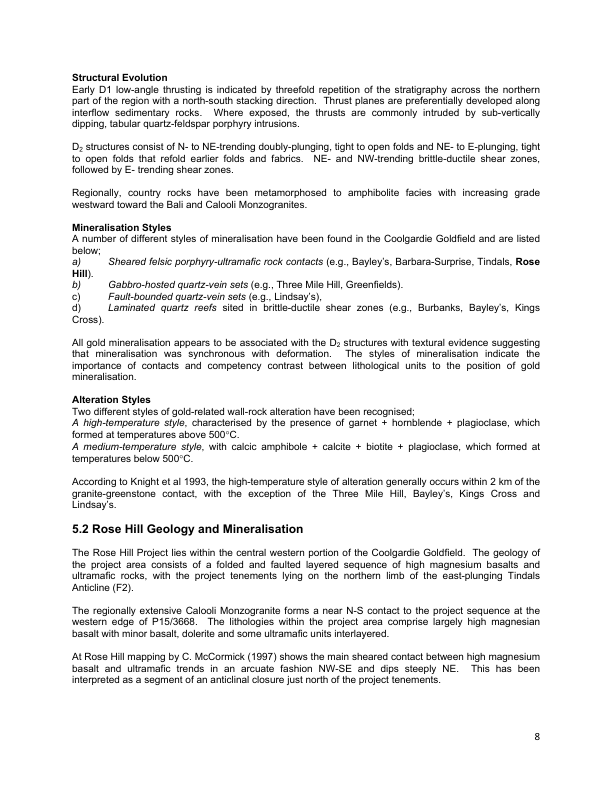 Structural Evolution
Early D1 low-angle thrusting is indicated by threefold repetition of the stratigraphy across the northern
part of the region with a north-south stacking direction.  Thrust planes are preferentially developed along
interflow sedimentary rocks.  Where exposed, the thrusts are commonly intruded by sub-vertically
dipping, tabular quartz-feldspar porphyry intrusions.
D₂ structures consist of N- to NE-trending doubly-plunging, tight to open folds and NE- to E-plunging, tight
to open folds that refold earlier folds and fabrics.  NE- and NW-trending brittle-ductile shear zones,
followed by E- trending shear zones.
Regionally, country rocks have been metamorphosed to amphibolite facies with increasing grade
westward toward the Bali and Calooli Monzogranites.
Mineralisation Styles
A number of different styles of mineralisation have been found in the Coolgardie Goldfield and are listed
below;
a) Sheared felsic porphyry-ultramafic rock contacts (e.g., Bayley's, Barbara-Surprise, Tindals, Rose
Hill).
b) Gabbro-hosted quartz-vein sets (e.g., Three Mile Hill, Greenfields).
c) Fault-bounded quartz-vein sets (e.g., Lindsay's),
d) Laminated quartz reefs sited in brittle-ductile shear zones (e.g., Burbanks, Bayley's, Kings
Cross).
All gold mineralisation appears to be associated with the D₂ structures with textural evidence suggesting
that mineralisation was synchronous with deformation.  The styles of mineralisation indicate the
importance of contacts and competency contrast between lithological units to the position of gold
mineralisation.
Alteration Styles
Two different styles of gold-related wall-rock alteration have been recognised;
A high-temperature style, characterised by the presence of garnet + hornblende + plagioclase, which
formed at temperatures above 500°C.
A medium-temperature style, with calcic amphibole + calcite + biotite + plagioclase, which formed at
temperatures below 500°C.
According to Knight et al 1993, the high-temperature style of alteration generally occurs within 2 km of the
granite-greenstone contact, with the exception of the Three Mile Hill, Bayley's, Kings Cross and
Lindsay's.
5.2 Rose Hill Geology and Mineralisation
The Rose Hill Project lies within the central western portion of the Coolgardie Goldfield.  The geology of
the project area consists of a folded and faulted layered sequence of high magnesium basalts and
ultramafic rocks, with the project tenements lying on the northern limb of the east-plunging Tindals
Anticline (F2).
The regionally extensive Calooli Monzogranite forms a near N-S contact to the project sequence at the
western edge of P15/3668.  The lithologies within the project area comprise largely high magnesian
basalt with minor basalt, dolerite and some ultramafic units interlayered.
At Rose Hill mapping by C. McCormick (1997) shows the main sheared contact between high magnesium
basalt and ultramafic trends in an arcuate fashion NW-SE and dips steeply NE.  This has been
interpreted as a segment of an anticlinal closure just north of the project tenements.
8